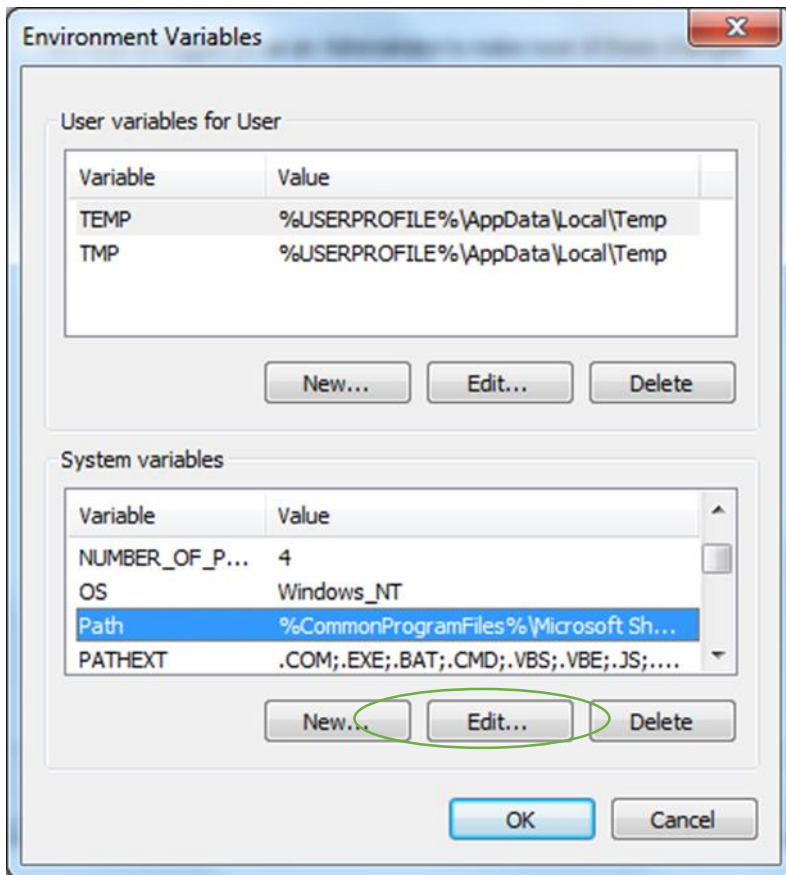 Environment Variables
User variables for User
Variable Value
TEMP %USERPROFILE%\AppData\Local\Temp
TMP %USERPROFILE%\AppData\Local\Temp
New... Edit... Delete
System variables
Variable Value
NUMBER_OF_P... 4
OS Windows_NT
Path %CommonProgramFiles%\Microsoft Sh...
PATHEXT .COM;.EXE;.BAT;.CMD;.VBS;.VBE;.JS;....
New... Edit... Delete
OK Cancel